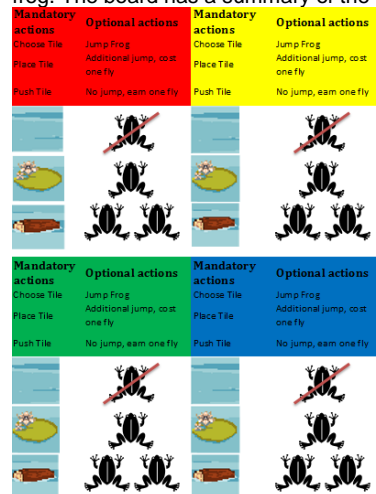 frog. The board has a summary of the
Mandatory actions Optional actions
Choose Tile Jump Frog
Place Tile Additional jump, cost one fly
Push Tile No jump, earn one fly
Mandatory actions Optional actions
Choose Tile Jump Frog
Place Tile Additional jump, cost one fly
Push Tile No jump, earn one fly
Mandatory actions Optional actions
Choose Tile Jump Frog
Place Tile Additional jump, cost one fly
Push Tile No jump, earn one fly
Mandatory actions Optional actions
Choose Tile Jump Frog
Place Tile Additional jump, cost one fly
Push Tile No jump, earn one fly